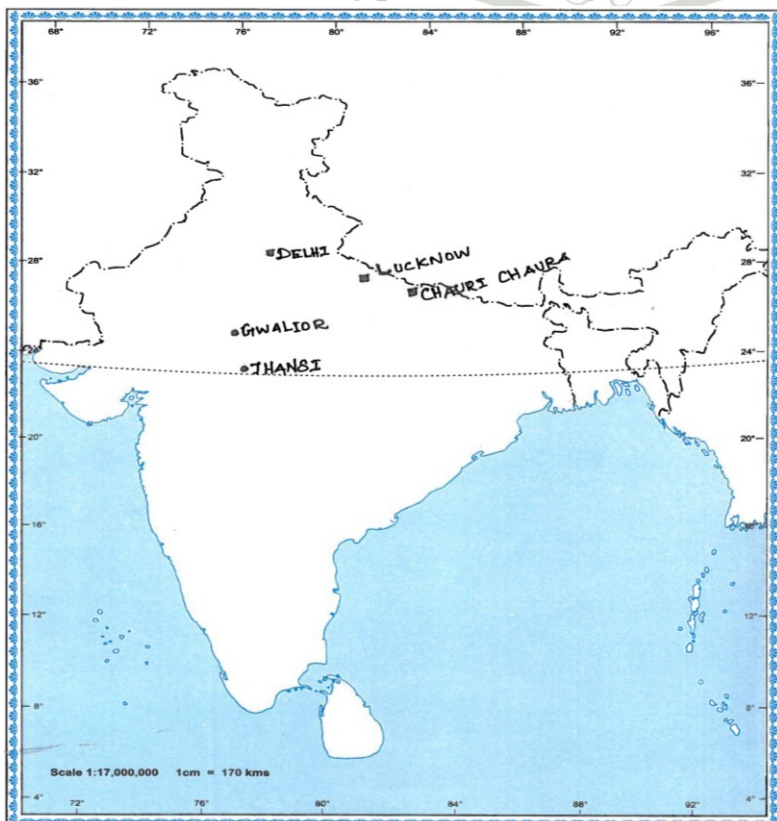 68° 72° 76° 80° 84° 88° 92° 96°
36° 36°
32° 32°
DELHI
28° LUCKNOW 28°
CHAURI CHAURA
GWALIOR
24° JHANSI 24°
20° 20°
16° 16°
12° 12°
8° 8°
Scale 1:17,000,000 1cm = 170 kms
4° 4°
72° 76° 80° 84° 88° 92°